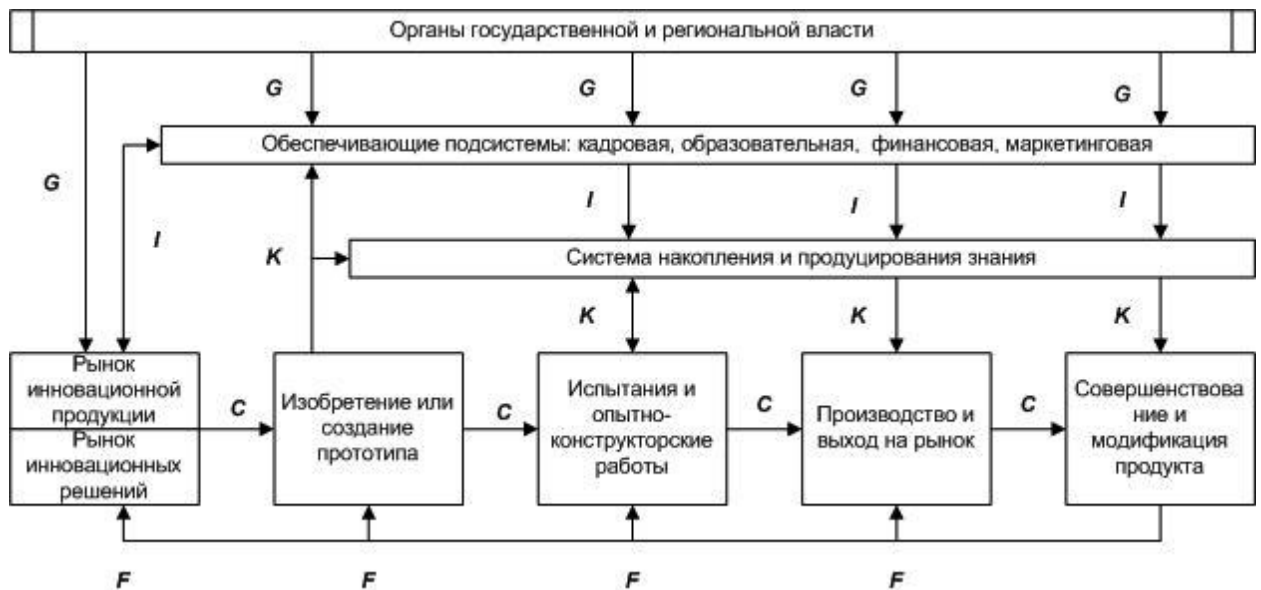 Органы государственной и региональной власти
G
G
G
G
G
Обеспечивающие подсистемы: кадровая, образовательная, финансовая, маркетинговая
I
I
I
I
K
Система накопления и продуцирования знания
K
K
K
Рынок
инновационной
продукции
Рынок
инновационных
решений
C
Изобретение или
создание
прототипа
C
Испытания и
опытно-
конструкторские
работы
C
Производство и
выход на рынок
C
Совершенствова
ние и
модификация
продукта
F
F
F
F